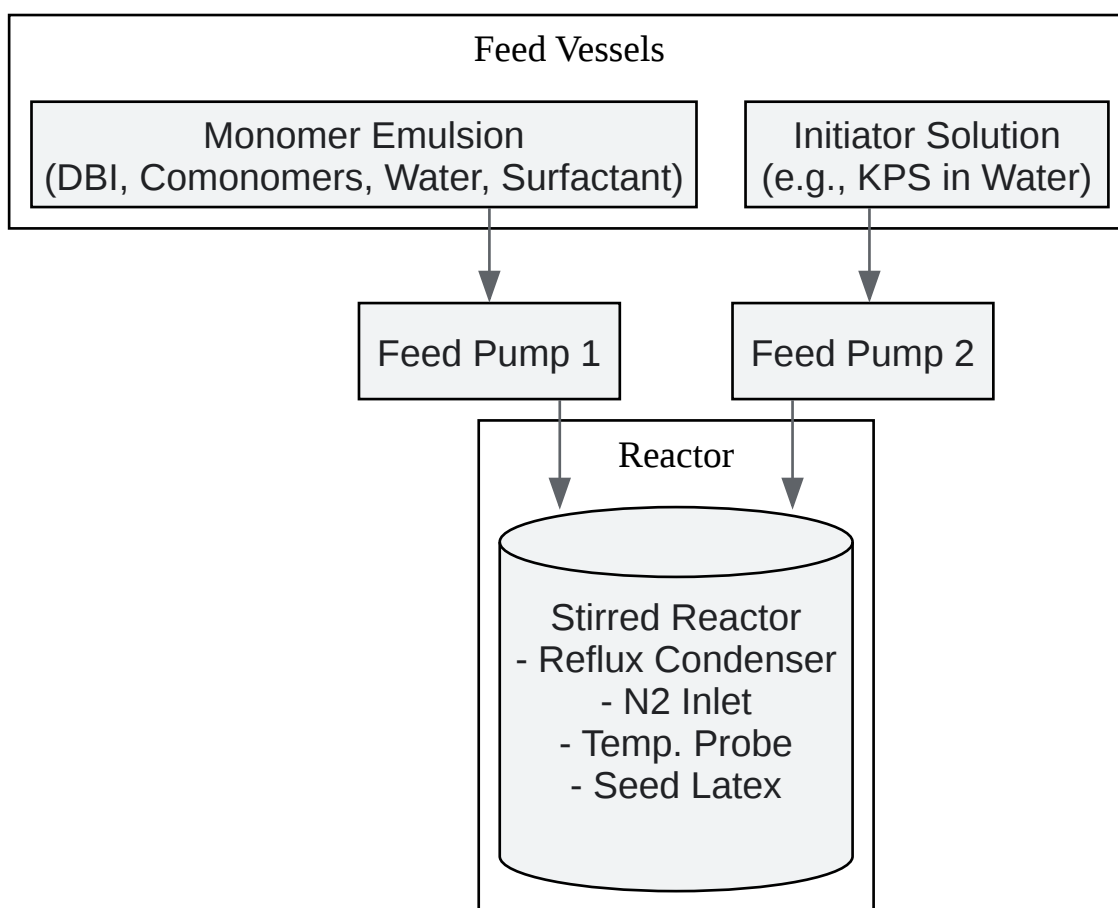 Feed Vessels
Monomer Emulsion
(DBI, Comonomers, Water, Surfactant)
Initiator Solution
(e.g., KPS in Water)
Feed Pump 1
Feed Pump 2
Reactor
Stirred Reactor
- Reflux Condenser
- N2 Inlet
- Temp. Probe
- Seed Latex